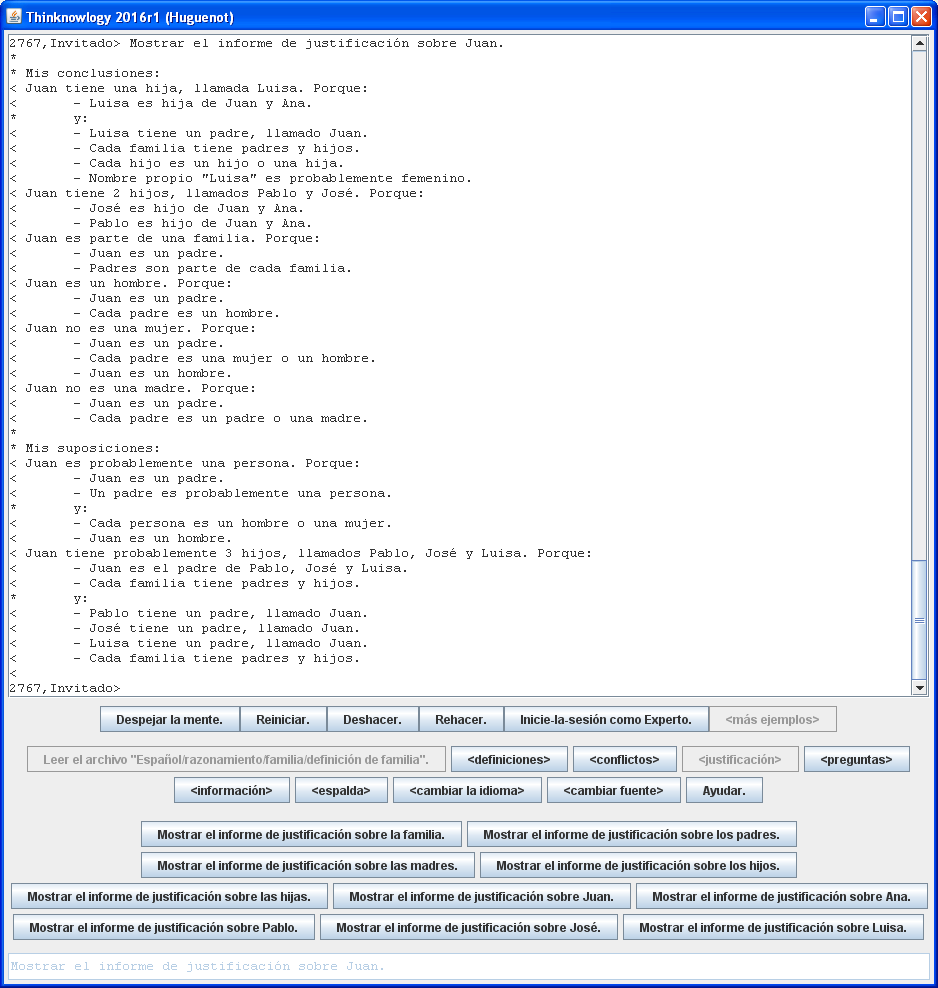 Thinknowlogy 2016r1 (Huguenot)
2767,Invitado> Mostrar el informe de justificación sobre Juan.
*
* Mis conclusiones:
< Juan tiene una hija, llamada Luisa. Porque:
<       - Luisa es hija de Juan y Ana.
*       y:
<       - Luisa tiene un padre, llamado Juan.
<       - Cada familia tiene padres y hijos.
<       - Cada hijo es un hijo o una hija.
<       - Nombre propio "Luisa" es probablemente femenino.
< Juan tiene 2 hijos, llamados Pablo y José. Porque:
<       - José es hijo de Juan y Ana.
<       - Pablo es hijo de Juan y Ana.
< Juan es parte de una familia. Porque:
<       - Juan es un padre.
<       - Padres son parte de cada familia.
< Juan es un hombre. Porque:
<       - Juan es un padre.
<       - Cada padre es un hombre.
< Juan no es una mujer. Porque:
<       - Juan es un padre.
<       - Cada padre es una mujer o un hombre.
<       - Juan es un hombre.
< Juan no es una madre. Porque:
<       - Juan es un padre.
<       - Cada padre es un padre o una madre.
*
* Mis suposiciones:
< Juan es probablemente una persona. Porque:
<       - Juan es un padre.
<       - Un padre es probablemente una persona.
*       y:
<       - Cada persona es un hombre o una mujer.
<       - Juan es un hombre.
< Juan tiene probablemente 3 hijos, llamados Pablo, José y Luisa. Porque:
<       - Juan es el padre de Pablo, José y Luisa.
<       - Cada familia tiene padres y hijos.
*       y:
<       - Pablo tiene un padre, llamado Juan.
<       - José tiene un padre, llamado Juan.
<       - Luisa tiene un padre, llamado Juan.
<       - Cada familia tiene padres y hijos.
<
2767,Invitado>
Despejar la mente. Reiniciar. Deshacer. Rehacer. Inicie-la-sesión como Experto. <más ejemplos>
Leer el archivo "Español/razonamiento/familia/definición de familia". <definiciones> <conflictos> <justificación> <preguntas>
<información> <espalda> <cambiar la idioma> <cambiar fuente> Ayudar.
Mostrar el informe de justificación sobre la familia. Mostrar el informe de justificación sobre los padres.
Mostrar el informe de justificación sobre las madres. Mostrar el informe de justificación sobre los hijos.
Mostrar el informe de justificación sobre las hijas. Mostrar el informe de justificación sobre Juan. Mostrar el informe de justificación sobre Ana.
Mostrar el informe de justificación sobre Pablo. Mostrar el informe de justificación sobre José. Mostrar el informe de justificación sobre Luisa.
Mostrar el informe de justificación sobre Juan.